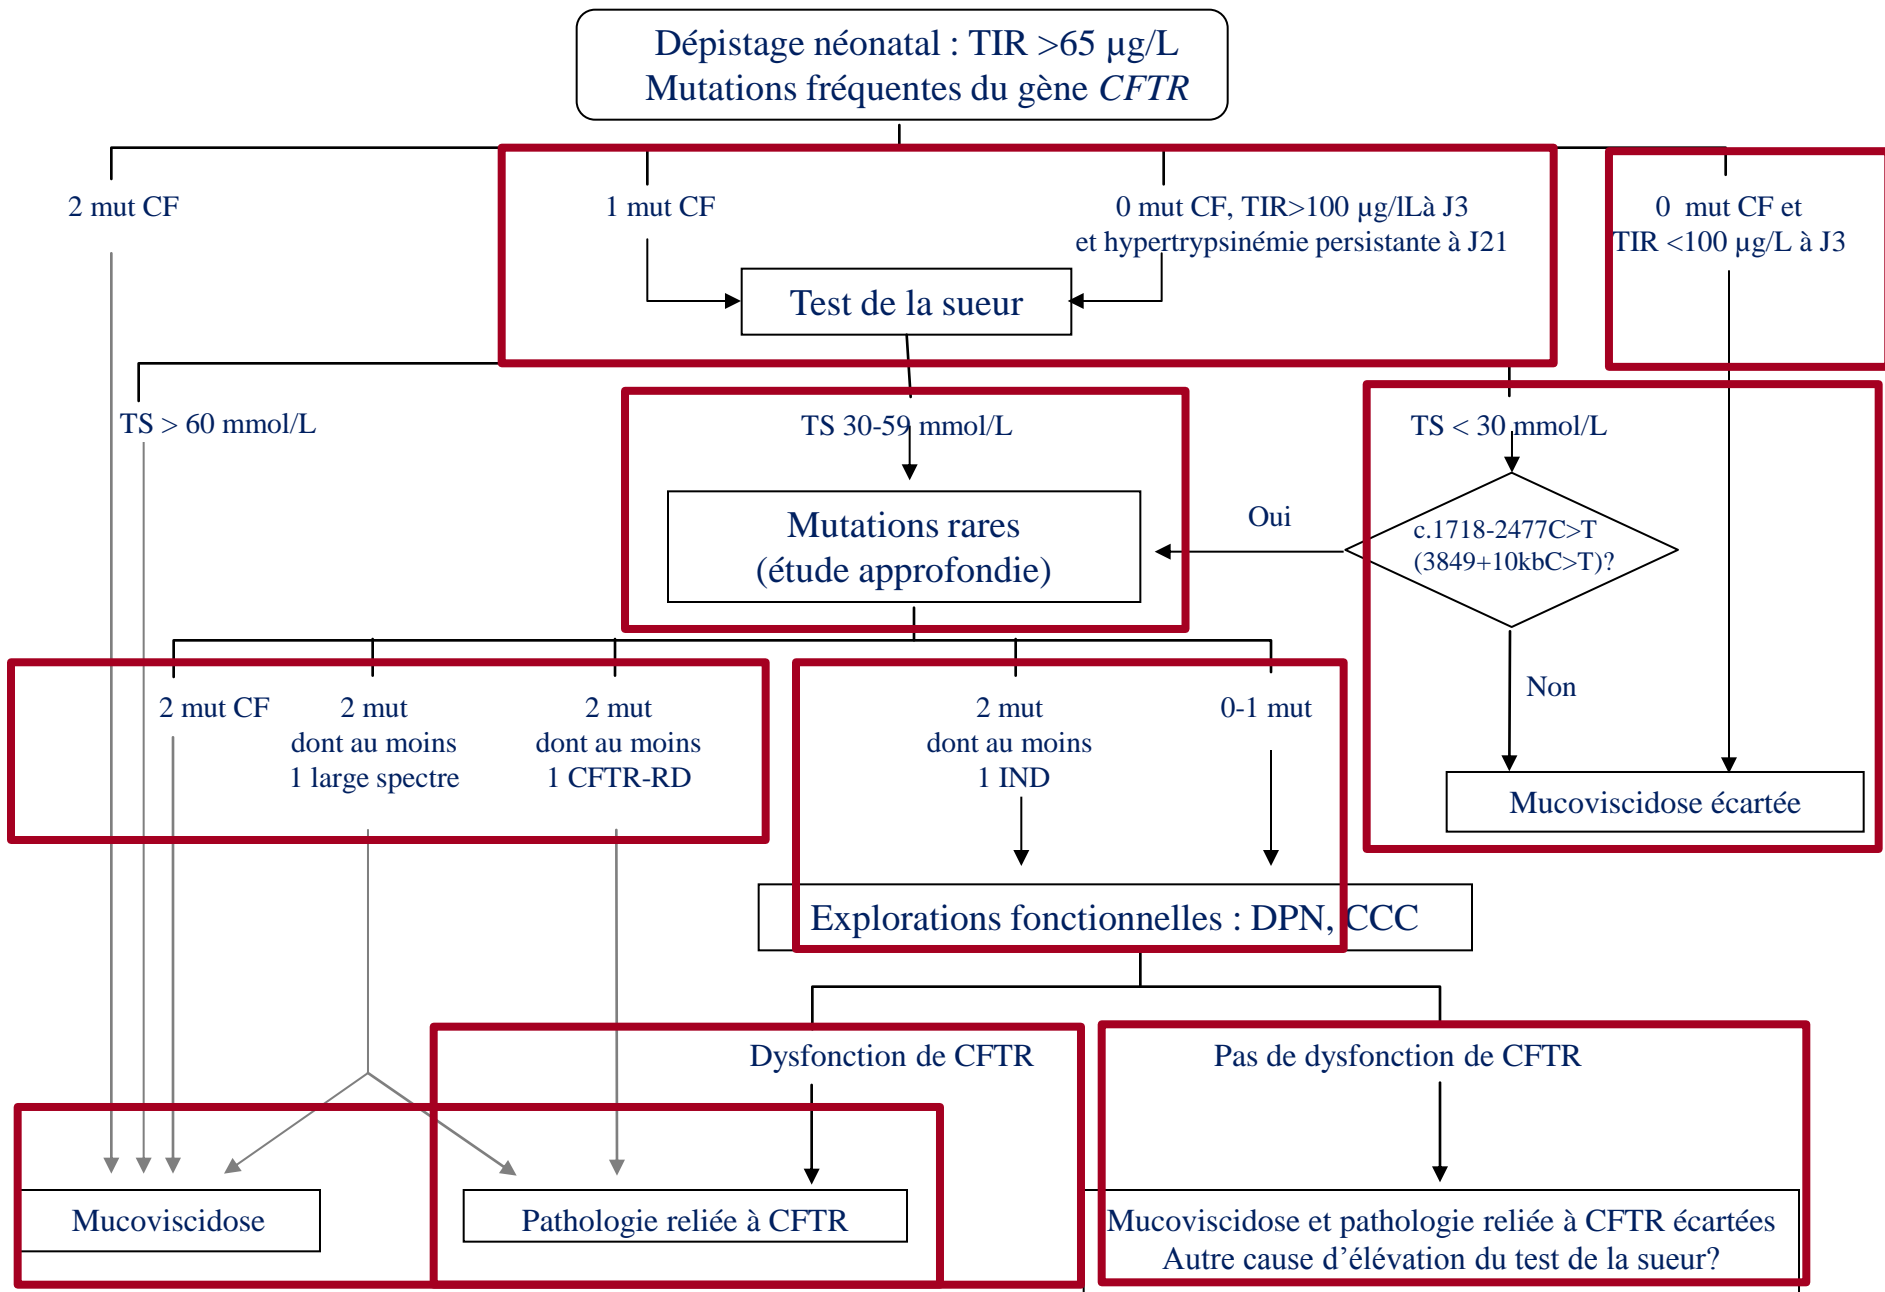 Dépistage néonatal : TIR >65 µg/L
Mutations fréquentes du gène CFTR
2 mut CF
1 mut CF
0 mut CF, TIR>100 µg/lLà J3
et hypertrypsinémie persistante à J21
0 mut CF et
TIR <100 µg/L à J3
Test de la sueur
TS > 60 mmol/L
TS 30-59 mmol/L
TS < 30 mmol/L
Mutations rares
(étude approfondie)
Oui
c.1718-2477C>T
(3849+10kbC>T)?
Non
2 mut CF
2 mut
dont au moins
1 large spectre
2 mut
dont au moins
1 CFTR-RD
2 mut
dont au moins
1 IND
0-1 mut
Mucoviscidose écartée
Explorations fonctionnelles : DPN, CCC
Dysfonction de CFTR
Pas de dysfonction de CFTR
Mucoviscidose
Pathologie reliée à CFTR
Mucoviscidose et pathologie reliée à CFTR écartées
Autre cause d’élévation du test de la sueur?